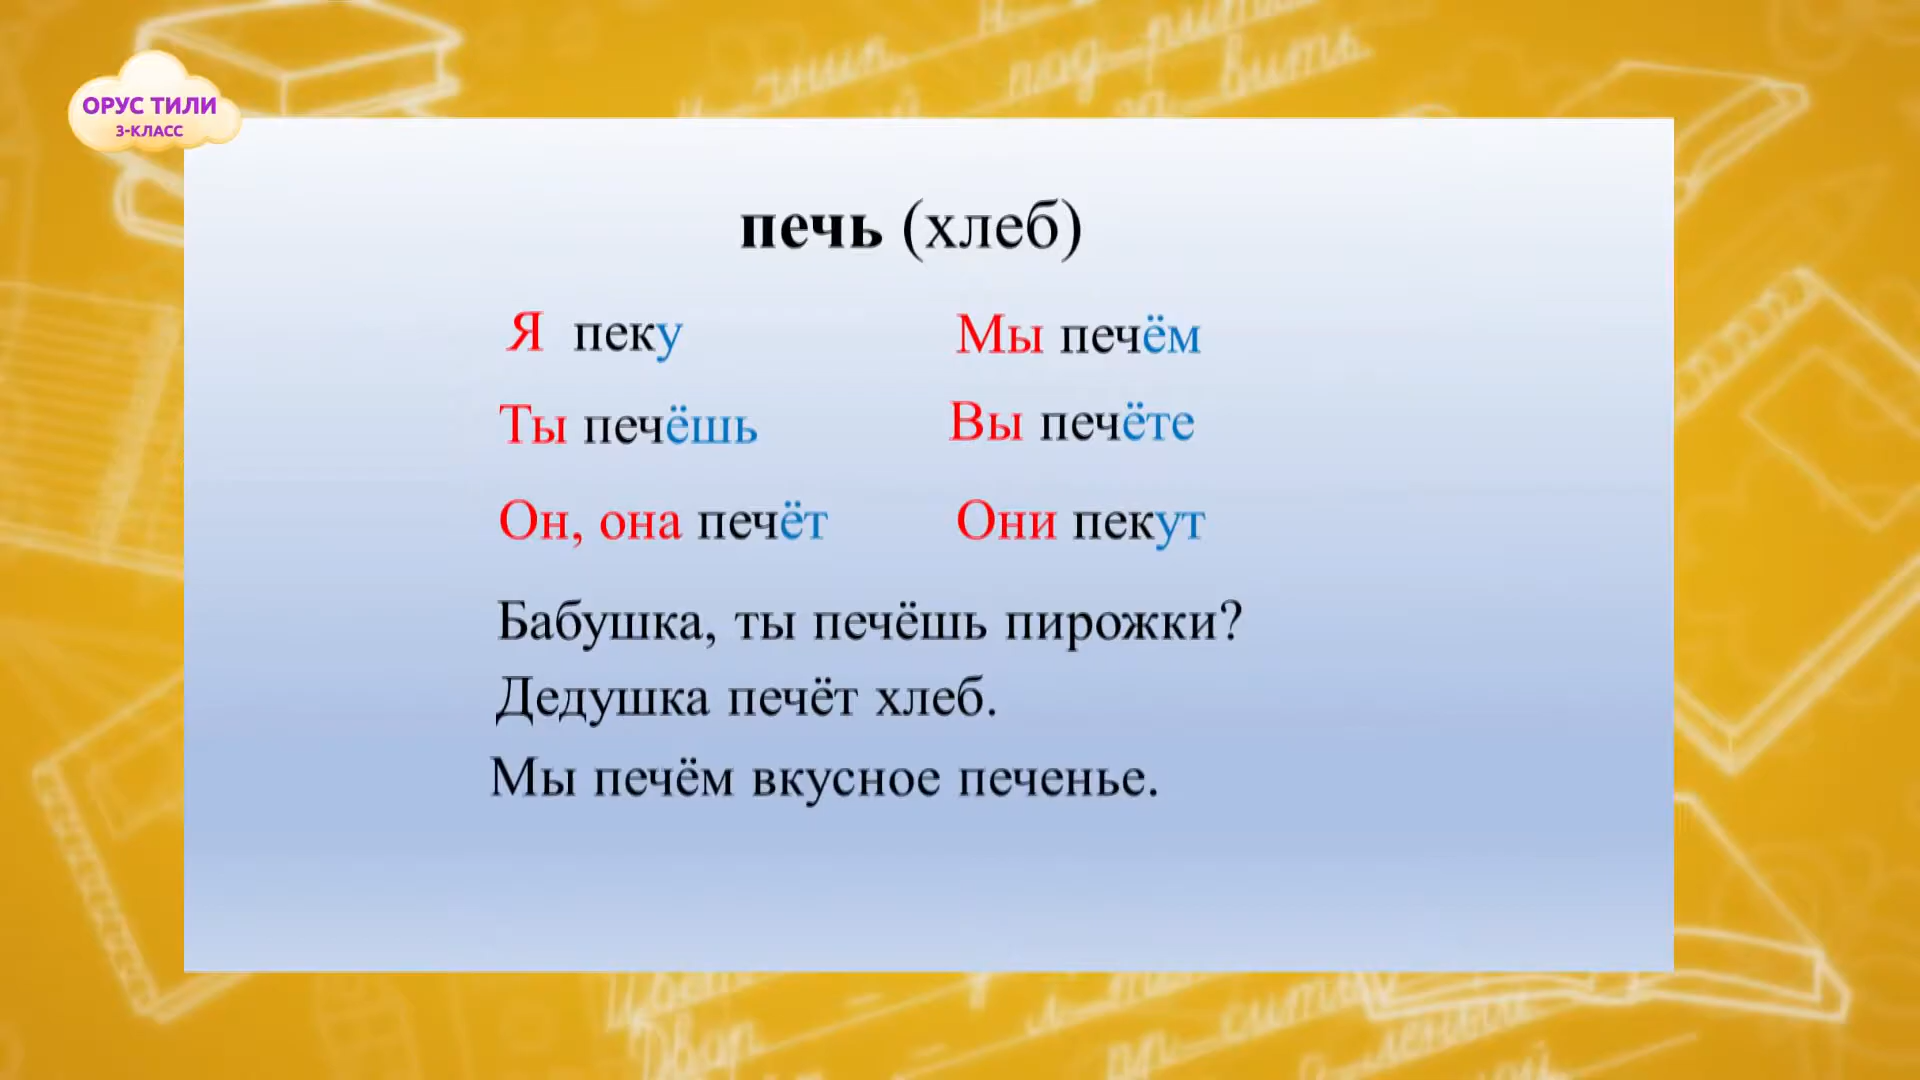 ОРУС ТИЛИ
3-КЛАСС
печь (хлеб)
Я пеку
Мы печём
Ты печёшь
Вы печёте
Он, она печёт
Они пекут
Бабушка, ты печёшь пирожки?
Дедушка печёт хлеб.
Мы печём вкусное печенье.